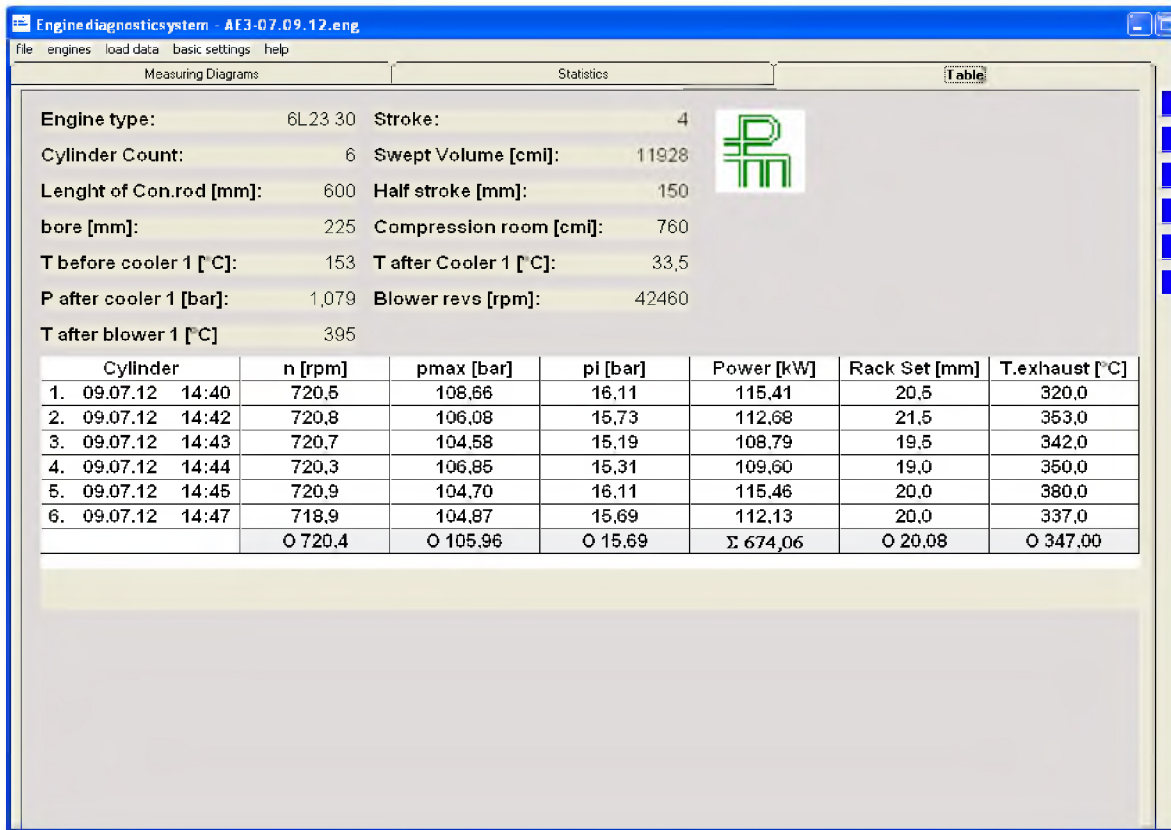 Enginediagnosticsystem - AE3-07.09.12.eng
file engines load data basic settings help
Measuring Diagrams Statistics Table
Engine type: 6L23 30 Stroke: 4
Cylinder Count: 6 Swept Volume [cmi]: 11928
Lenght of Con.rod [mm]: 600 Half stroke [mm]: 150
bore [mm]: 225 Compression room [cmi]: 760
T before cooler 1 [°C]: 153 T after Cooler 1 [°C]: 33,5
P after cooler 1 [bar]: 1,079 Blower revs [rpm]: 42460
T after blower 1 [°C] 395
Cylinder n [rpm] pmax [bar] pi [bar] Power [kW] Rack Set [mm] T.exhaust [°C]
1. 09.07.12 14:40 720,5 108,66 16,11 115,41 20,5 320,0
2. 09.07.12 14:42 720,8 106,08 15,73 112,68 21,5 353,0
3. 09.07.12 14:43 720,7 104,58 15,19 108,79 19,5 342,0
4. 09.07.12 14:44 720,3 106,85 15,31 109,60 19,0 350,0
5. 09.07.12 14:45 720,9 104,70 16,11 115,46 20,0 380,0
6. 09.07.12 14:47 718,9 104,87 15,69 112,13 20,0 337,0
O 720,4 O 105,96 O 15,69 Σ 674,06 O 20,08 O 347,00